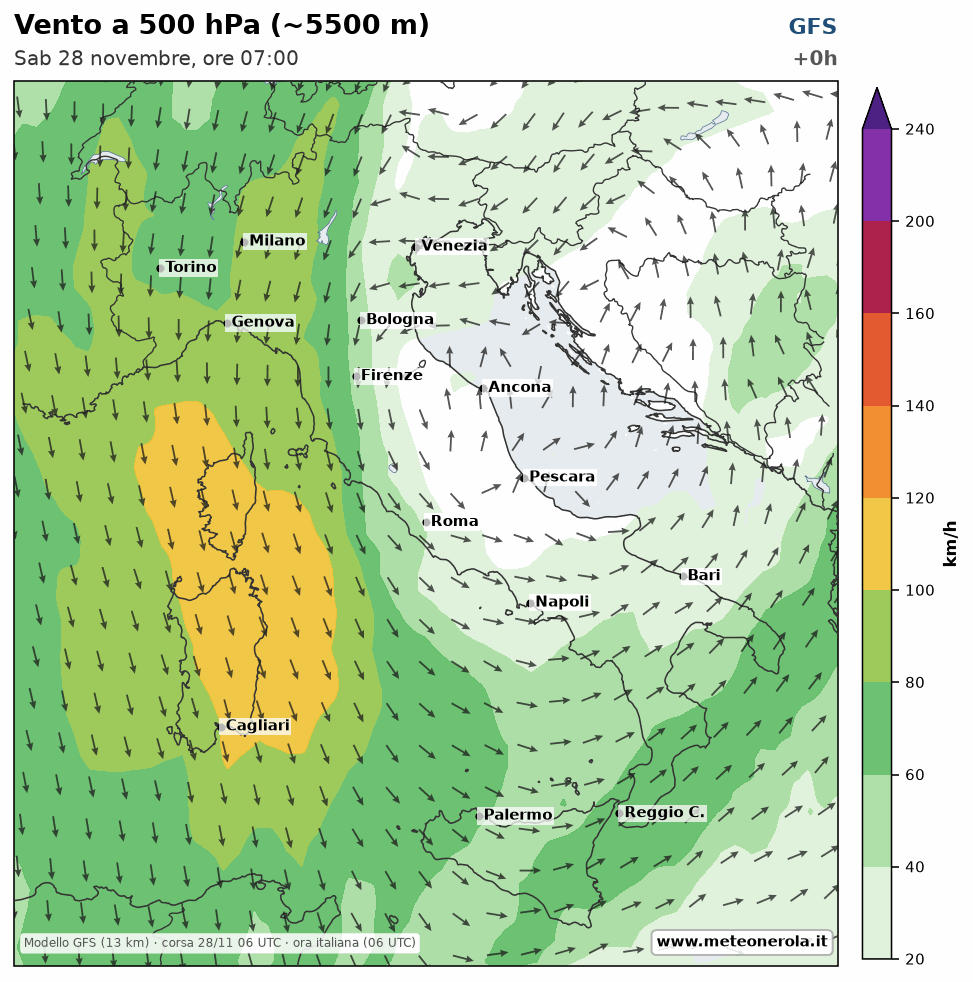 Vento a 500 hPa (~5500 m)
GFS
Sab 28 novembre, ore 07:00
+0h
Milano
Venezia
Torino
Genova
Bologna
Firenze
Ancona
Pescara
Roma
Bari
Napoli
Cagliari
Palermo
Reggio C.
240
200
160
140
120
100
80
60
40
20
km/h
Modello GFS (13 km) · corsa 28/11 06 UTC · ora italiana (06 UTC)
www.meteonerola.it